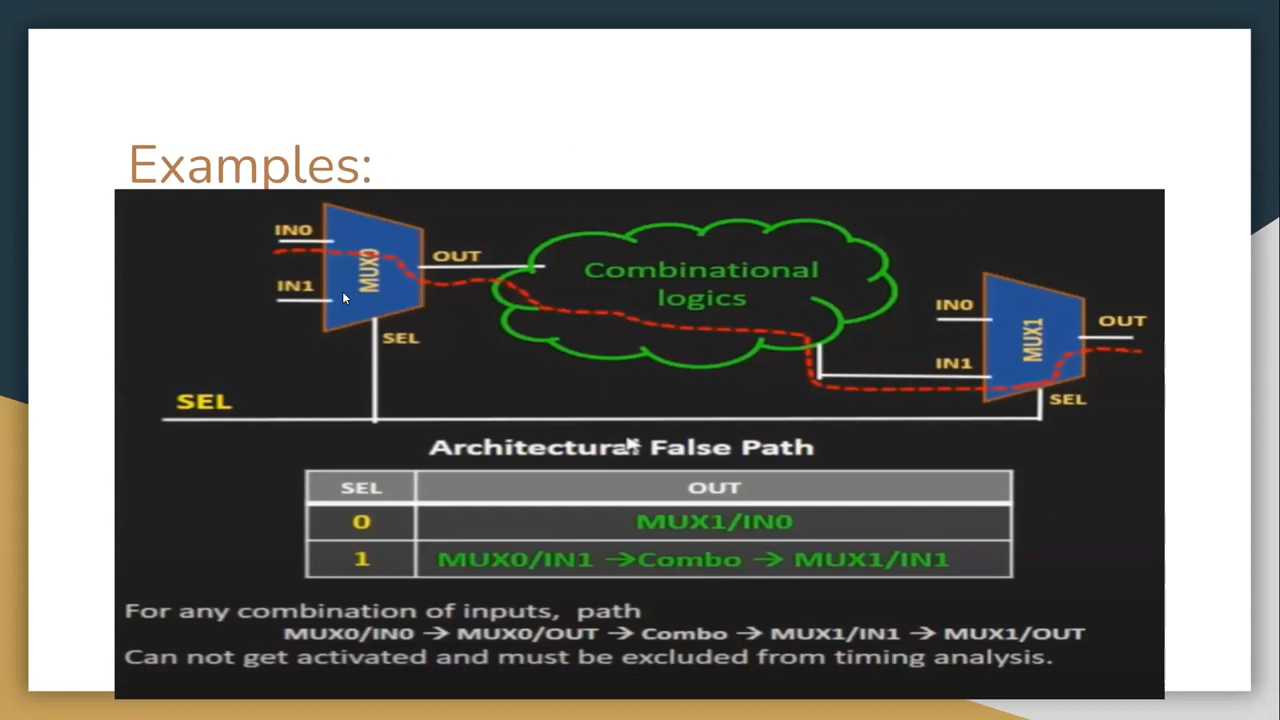 Examples:
IN0
IN1
MUX0
OUT
SEL
Combinational
logics
IN0
IN1
MUX1
OUT
SEL
SEL
Architectural False Path
SEL OUT
0 MUX1/IN0
1 MUX0/IN1 → Combo → MUX1/IN1
For any combination of inputs, path
MUX0/IN0 → MUX0/OUT → Combo → MUX1/IN1 → MUX1/OUT
Can not get activated and must be excluded from timing analysis.